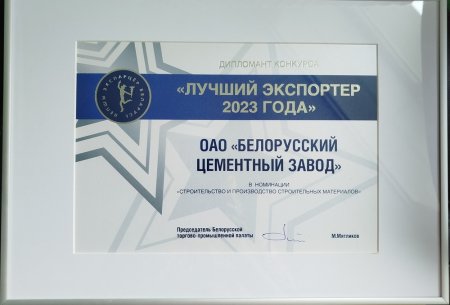 ДИПЛОМАНТ КОНКУРСА
«ЛУЧШИЙ ЭКСПОРТЕР
2023 ГОДА»
ОАО «БЕЛОРУССКИЙ
ЦЕМЕНТНЫЙ ЗАВОД»
В НОМИНАЦИИ
«СТРОИТЕЛЬСТВО И ПРОИЗВОДСТВО СТРОИТЕЛЬНЫХ МАТЕРИАЛОВ»
Председатель Белорусской
торгово-промышленной палаты
М.Мятликов